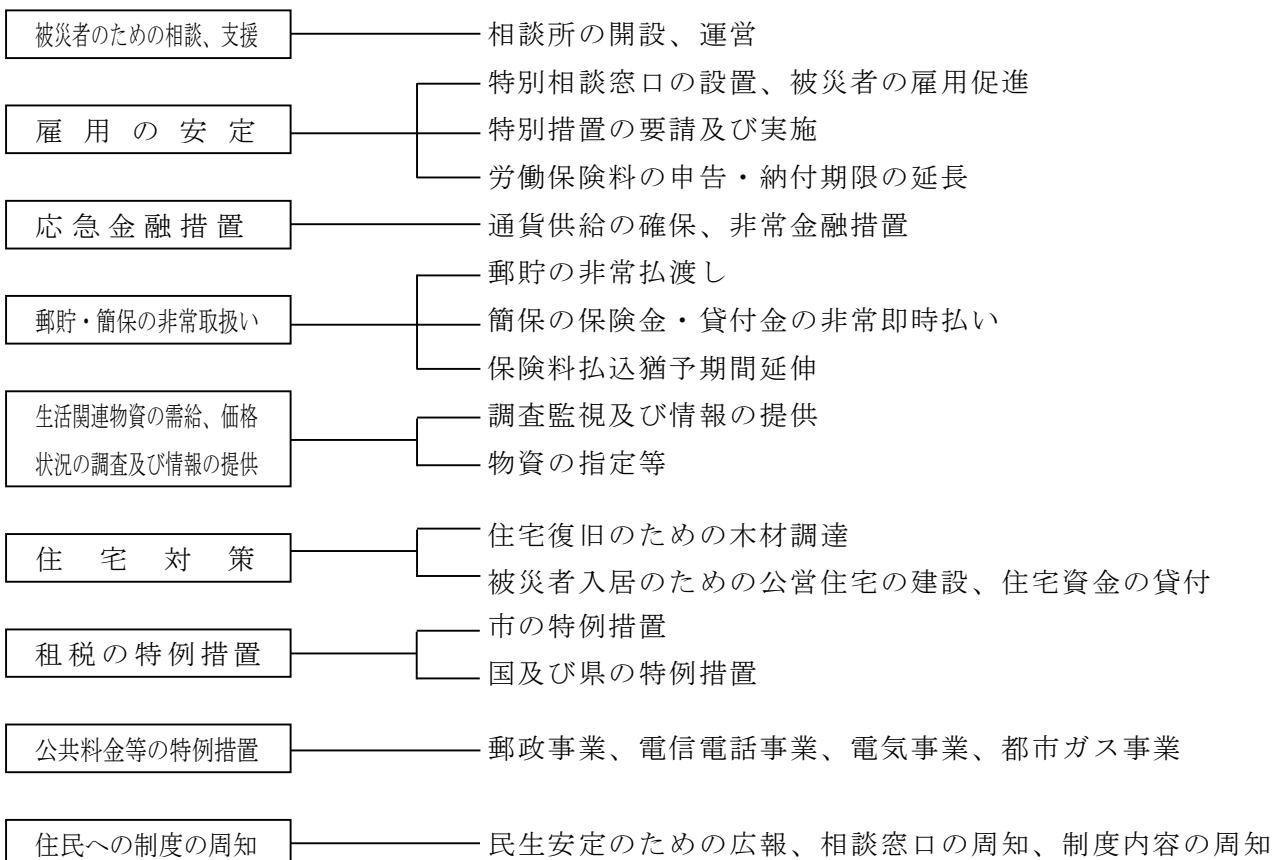 被災者のための相談、支援
相談所の開設、運営
雇用の安定
特別相談窓口の設置、被災者の雇用促進
特別措置の要請及び実施
労働保険料の申告・納付期限の延長
応急金融措置
通貨供給の確保、非常金融措置
郵貯・簡保の非常取扱い
郵貯の非常払渡し
簡保の保険金・貸付金の非常即時払い
保険料払込猶予期間延伸
生活関連物資の需給、価格
状況の調査及び情報の提供
調査監視及び情報の提供
物資の指定等
住宅対策
住宅復旧のための木材調達
被災者入居のための公営住宅の建設、住宅資金の貸付
租税の特例措置
市の特例措置
国及び県の特例措置
公共料金等の特例措置
郵政事業、電信電話事業、電気事業、都市ガス事業
住民への制度の周知
民生安定のための広報、相談窓口の周知、制度内容の周知